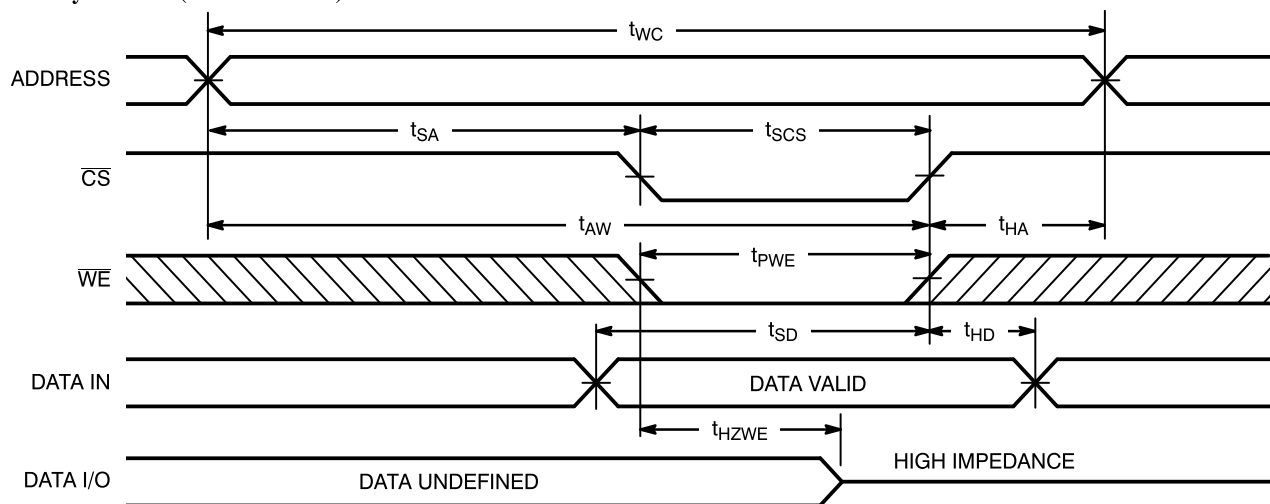 tWC
ADDRESS
tSA
tSCS
CS
tAW
tHA
tPWE
WE
tSD
tHD
DATA IN
DATA VALID
tHZWE
HIGH IMPEDANCE
DATA I/O
DATA UNDEFINED